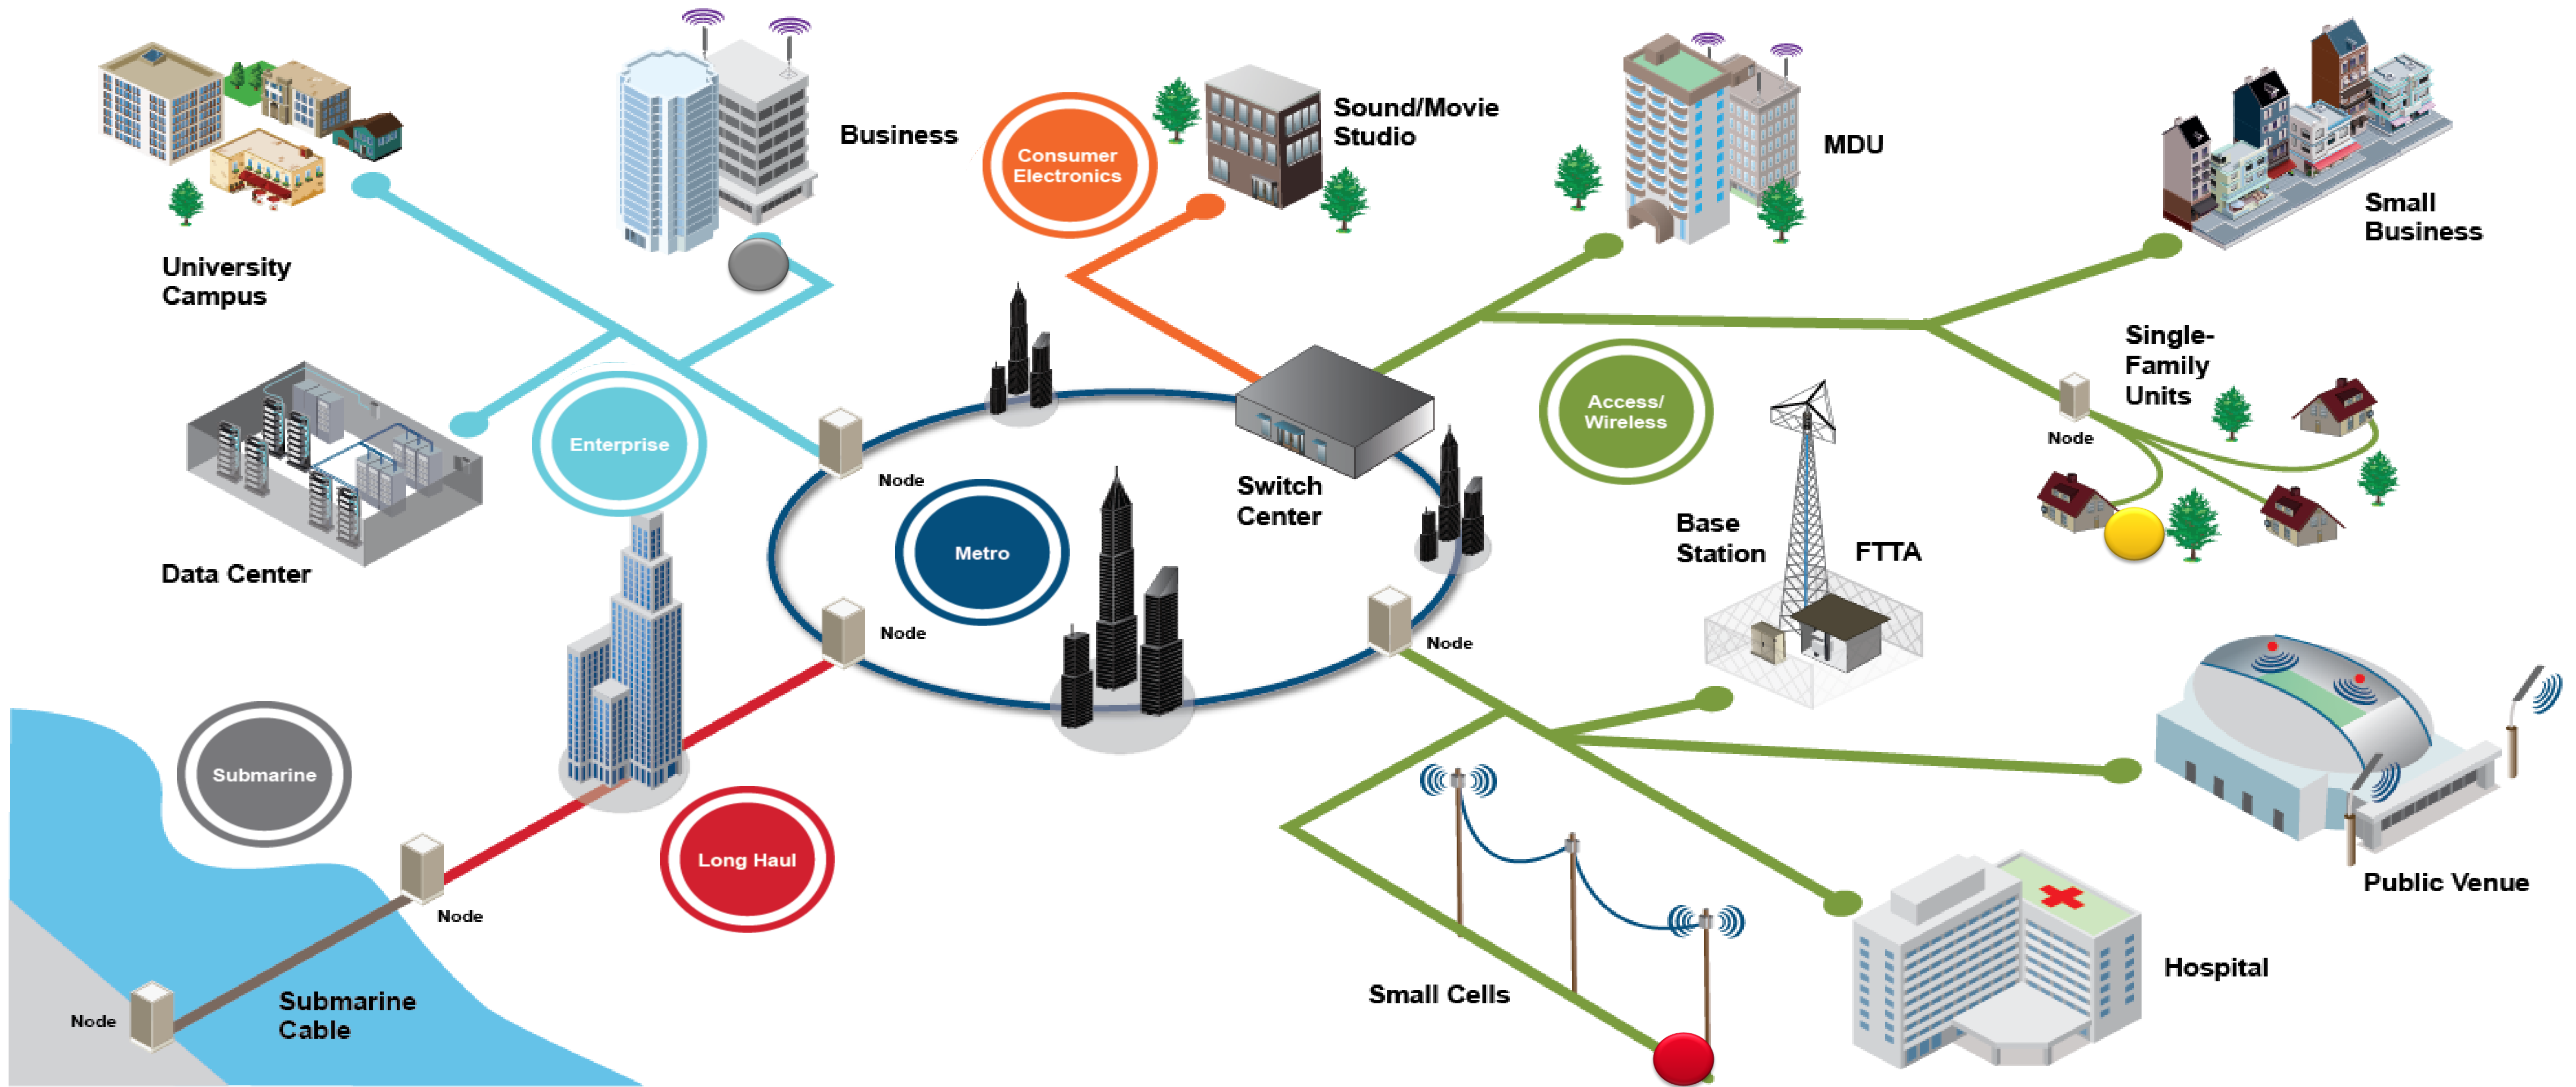 Business
Consumer
Electronics
Sound/Movie
Studio
MDU
Small
Business
University
Campus
Single-
Family
Units
Node
Enterprise
Access/
Wireless
Node
Switch
Center
Metro
Base
Station
FTTA
Data Center
Node
Node
Submarine
Long Haul
Public Venue
Node
Hospital
Small Cells
Submarine
Cable
Node